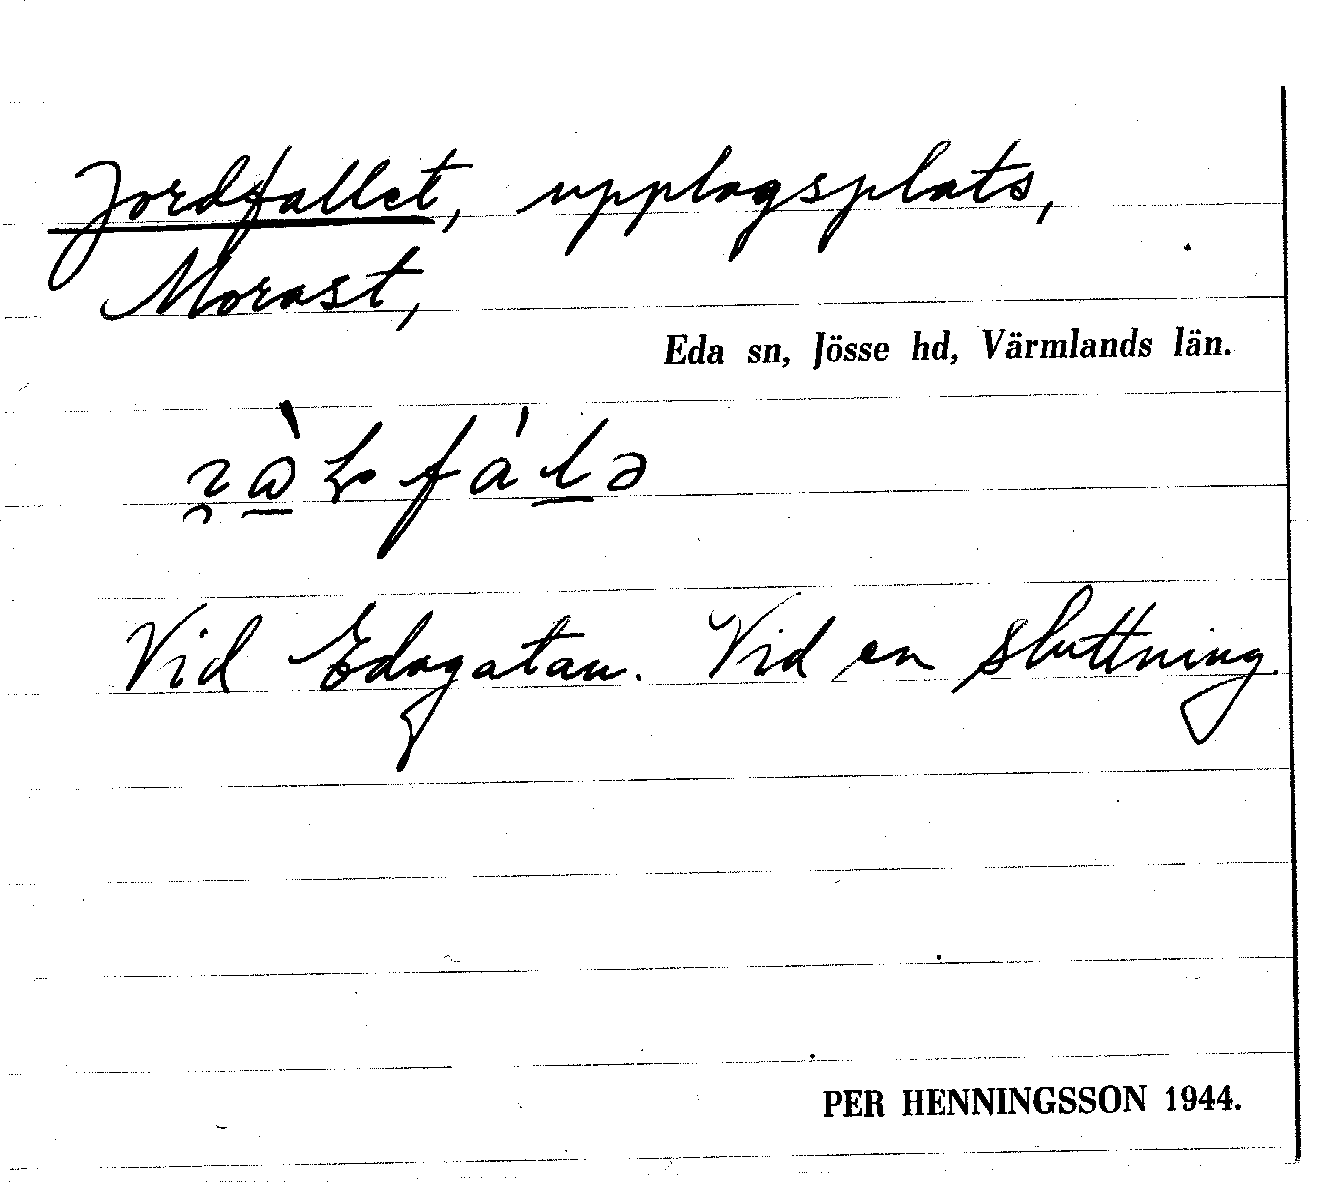 Jordfallet, upplagsplats,
Morast,
Eda sn, Jösse hd, Värmlands län.
Vid Edagatan. Vid en sluttning.
PER HENNINGSSON 1944.